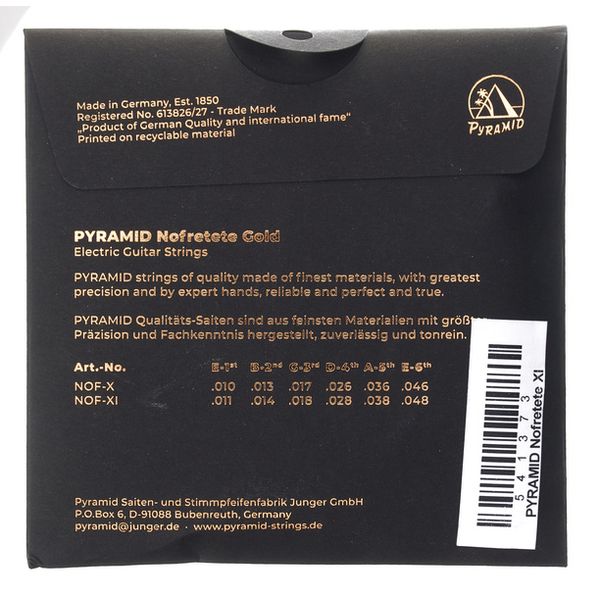 Made in Germany, Est. 1850
Registered No. 613826/27 - Trade Mark
„Product of German Quality and international fame"
Printed on recyclable material
PYRAMID
PYRAMID Nofretete Gold
Electric Guitar Strings
PYRAMID strings of quality made of finest materials, with greatest
precision and by expert hands, reliable and perfect and true.
PYRAMID Qualitäts-Saiten sind aus feinsten Materialien mit größter
Präzision und Fachkenntnis hergestellt, zuverlässig und tonrein.
Art.-No. E-1st B-2nd G-3rd D-4th A-5th E-6th
NOF-X .010 .013 .017 .026 .036 .046
NOF-XI .011 .014 .018 .028 .038 .048
541373
PYRAMID Nofretete XI
Pyramid Saiten- und Stimmpfeifenfabrik Junger GmbH
P.O.Box 6, D-91088 Bubenreuth, Germany
pyramid@junger.de · www.pyramid-strings.de